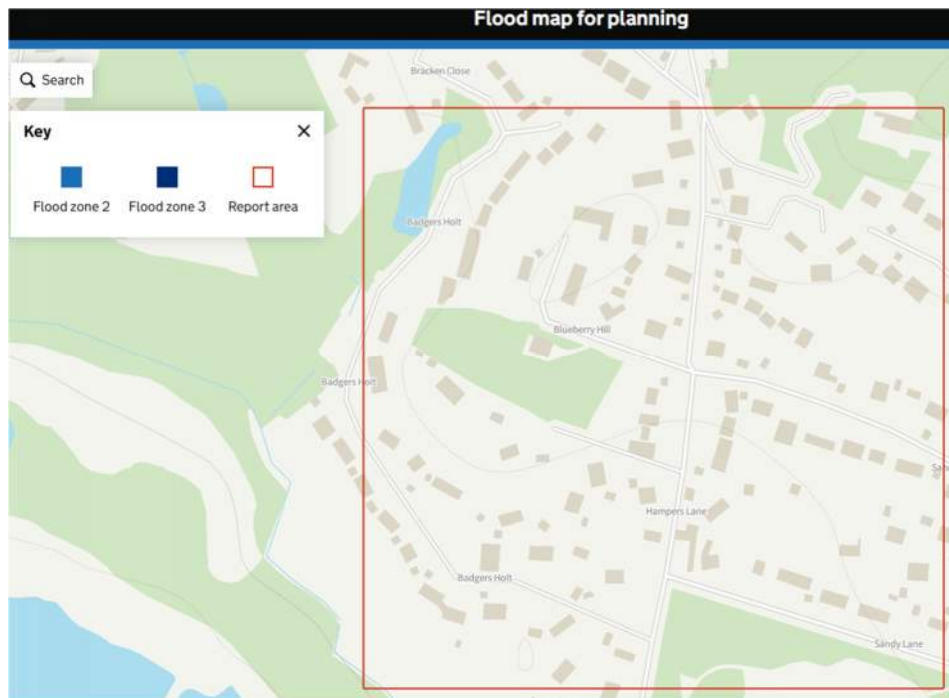 Flood map for planning
Search
Key
Flood zone 2
Flood zone 3
Report area
Bracken Close
Badgers Holt
Blueberry Hill
Badgers Holt
Hampers Lane
Badgers Holt
Sandy Lane